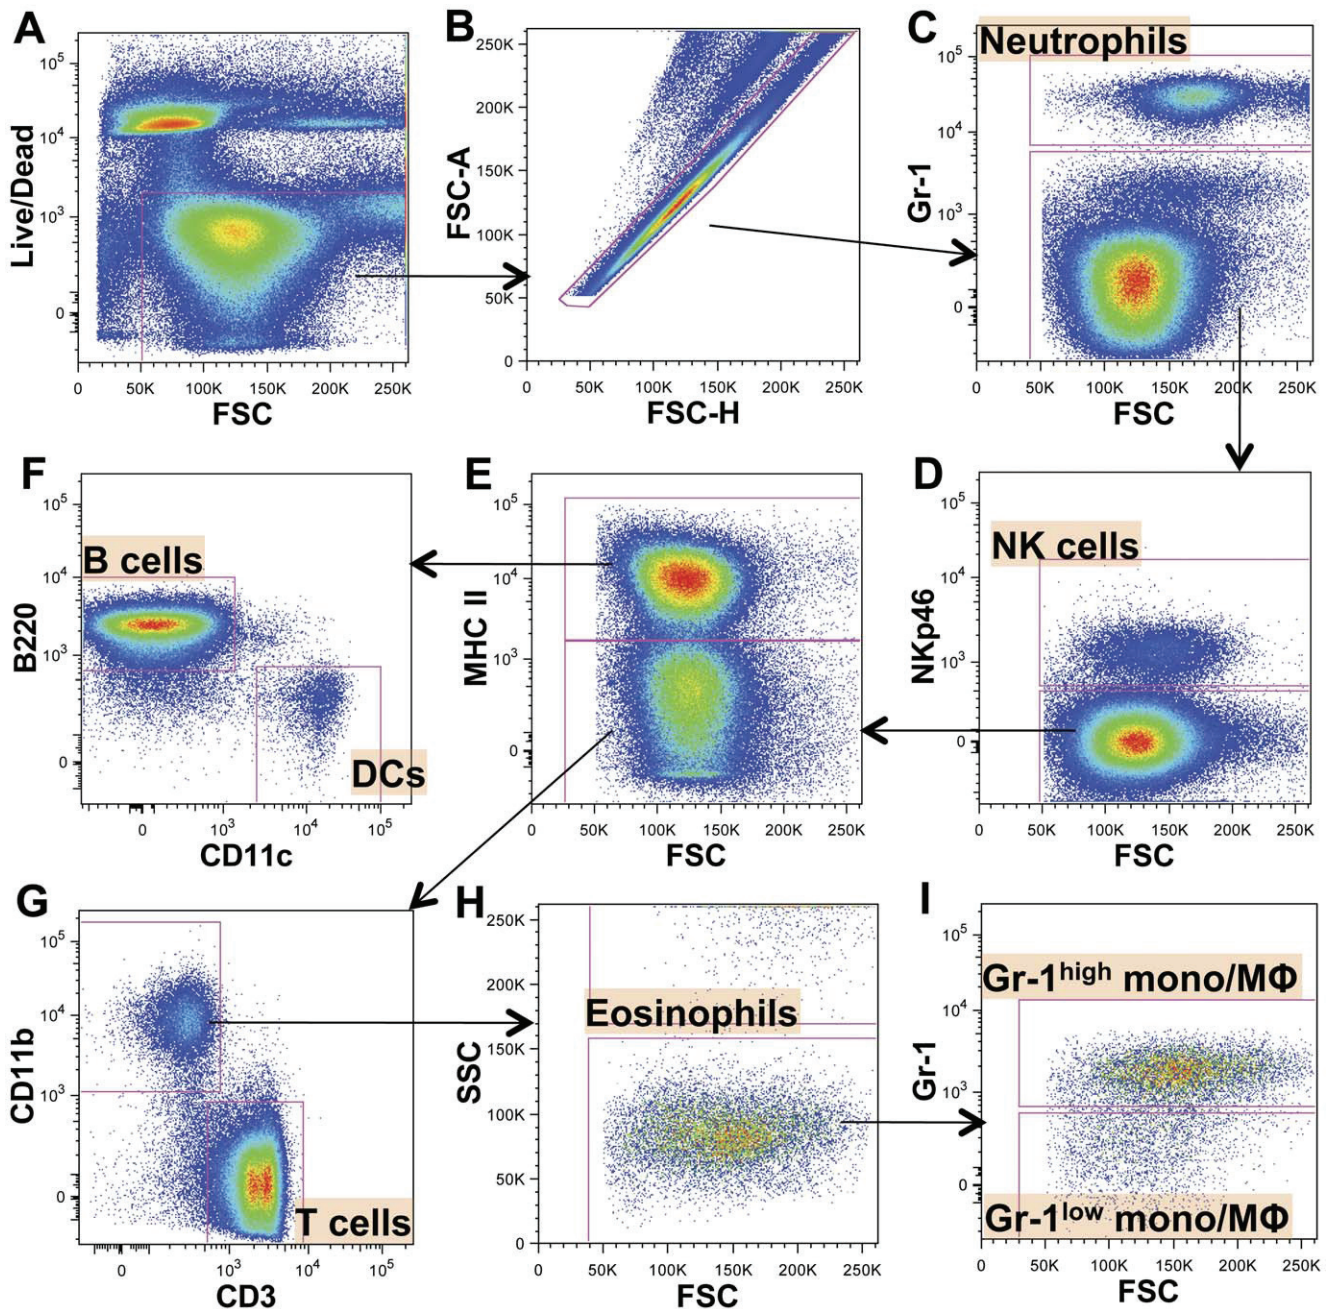 A
Live/Dead
10^5
10^4
10^3
0
0
50K
100K
150K
200K
250K
FSC
B
FSC-A
250K
200K
150K
100K
50K
0
0
50K
100K
150K
200K
250K
FSC-H
C
Neutrophils
Gr-1
10^5
10^4
10^3
0
0
50K
100K
150K
200K
250K
FSC
F
B cells
DCs
B220
10^5
10^4
10^3
0
0
10^3
10^4
10^5
CD11c
E
MHC II
10^5
10^4
10^3
0
0
50K
100K
150K
200K
250K
FSC
D
NK cells
NKp46
10^5
10^4
10^3
0
0
50K
100K
150K
200K
250K
FSC
G
CD11b
10^5
10^4
10^3
0
T cells
0
10^3
10^4
10^5
CD3
H
Eosinophils
SSC
250K
200K
150K
100K
50K
0
0
50K
100K
150K
200K
250K
FSC
I
Gr-1^high mono/MΦ
Gr-1^low mono/MΦ
Gr-1
10^5
10^4
10^3
0
0
50K
100K
150K
200K
250K
FSC